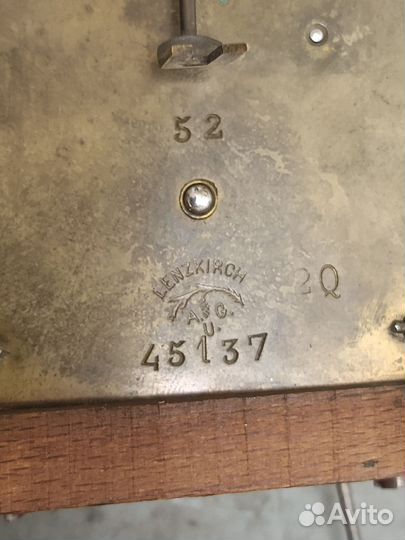 52
LENZKIRCH
2Q
A.G.
U.
45137
Avito